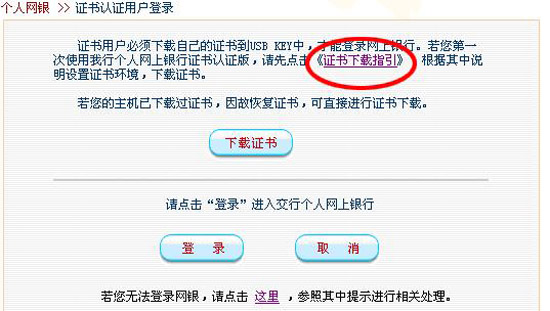 个人网银 >> 证书认证用户登录
证书用户必须下载自己的证书到USB KEY中，才能登录网上银行。若您第一
次使用我行个人网上银行证书认证版，请先点击《证书下载指引》 根据其中说
明设置证书环境，下载证书。
若您的主机已下载过证书，因故恢复证书，可直接进行证书下载。
下载证书
请点击“登录”进入交行个人网上银行
登 录 取 消
若您无法登录网银，请点击 这里 ，参照其中提示进行相关处理。